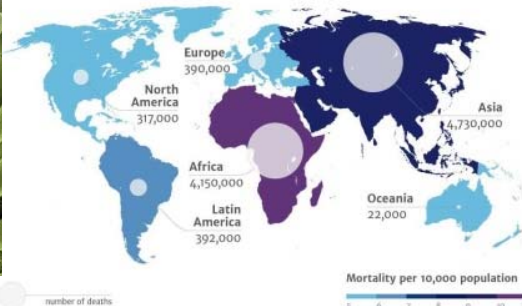 Europe
390,000
North
America
317,000
Asia
4,730,000
Africa
4,150,000
Oceania
22,000
Latin
America
392,000
Mortality per 10,000 population
number of deaths